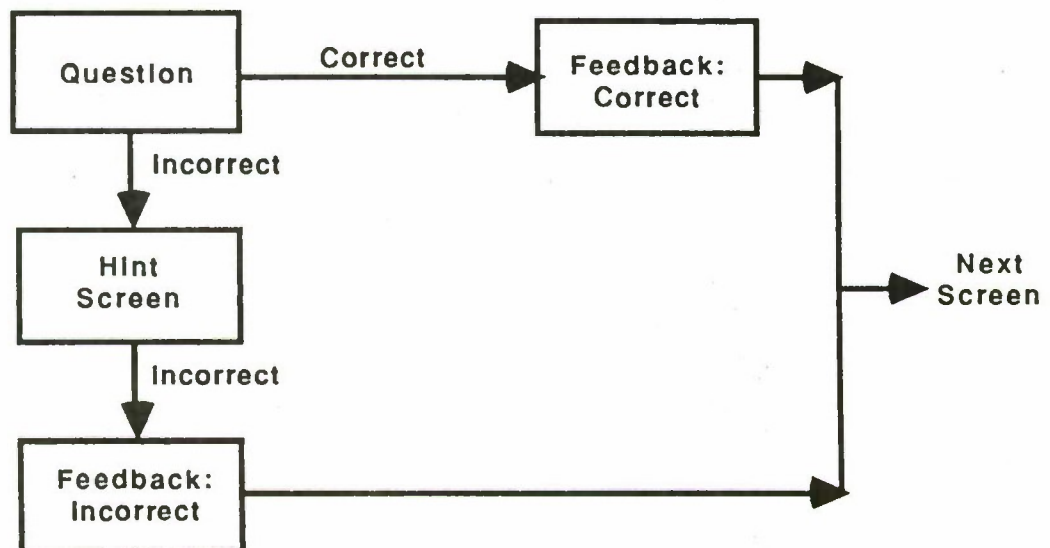 Question
Correct
Feedback:
Correct
Incorrect
Hint
Screen
Next
Screen
Incorrect
Feedback:
Incorrect